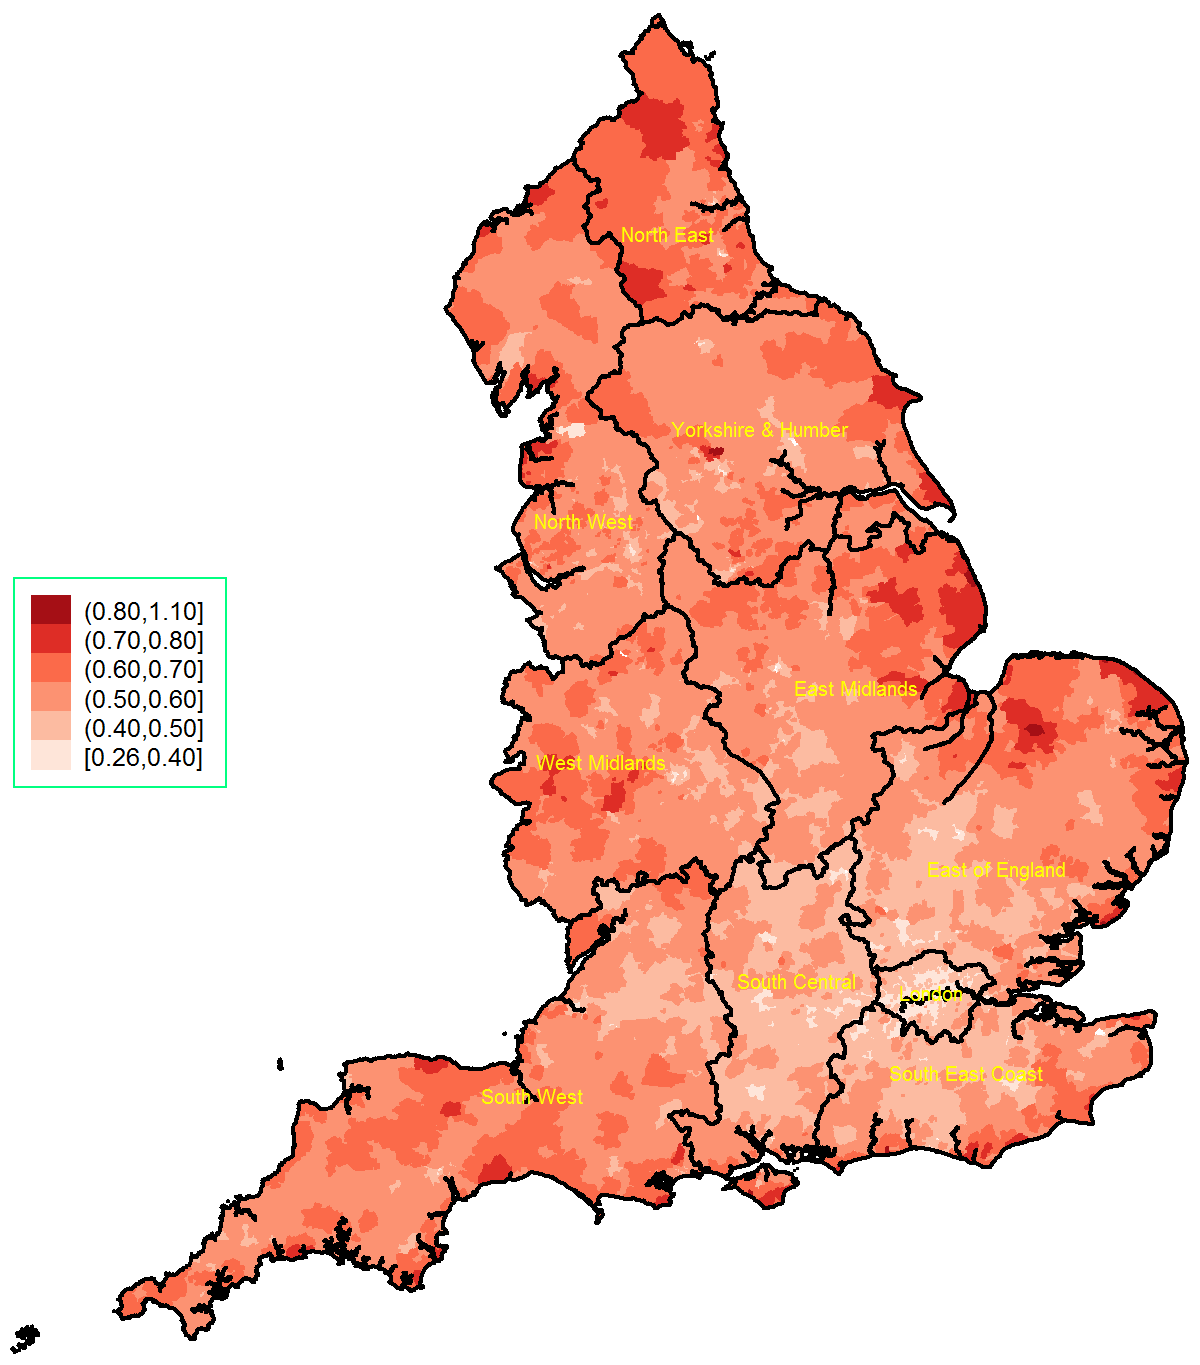 North East
Yorkshire & Humber
North West
(0.80,1.10]
(0.70,0.80]
(0.60,0.70]
(0.50,0.60]
(0.40,0.50]
[0.26,0.40]
East Midlands
West Midlands
East of England
South Central
London
South East Coast
South West